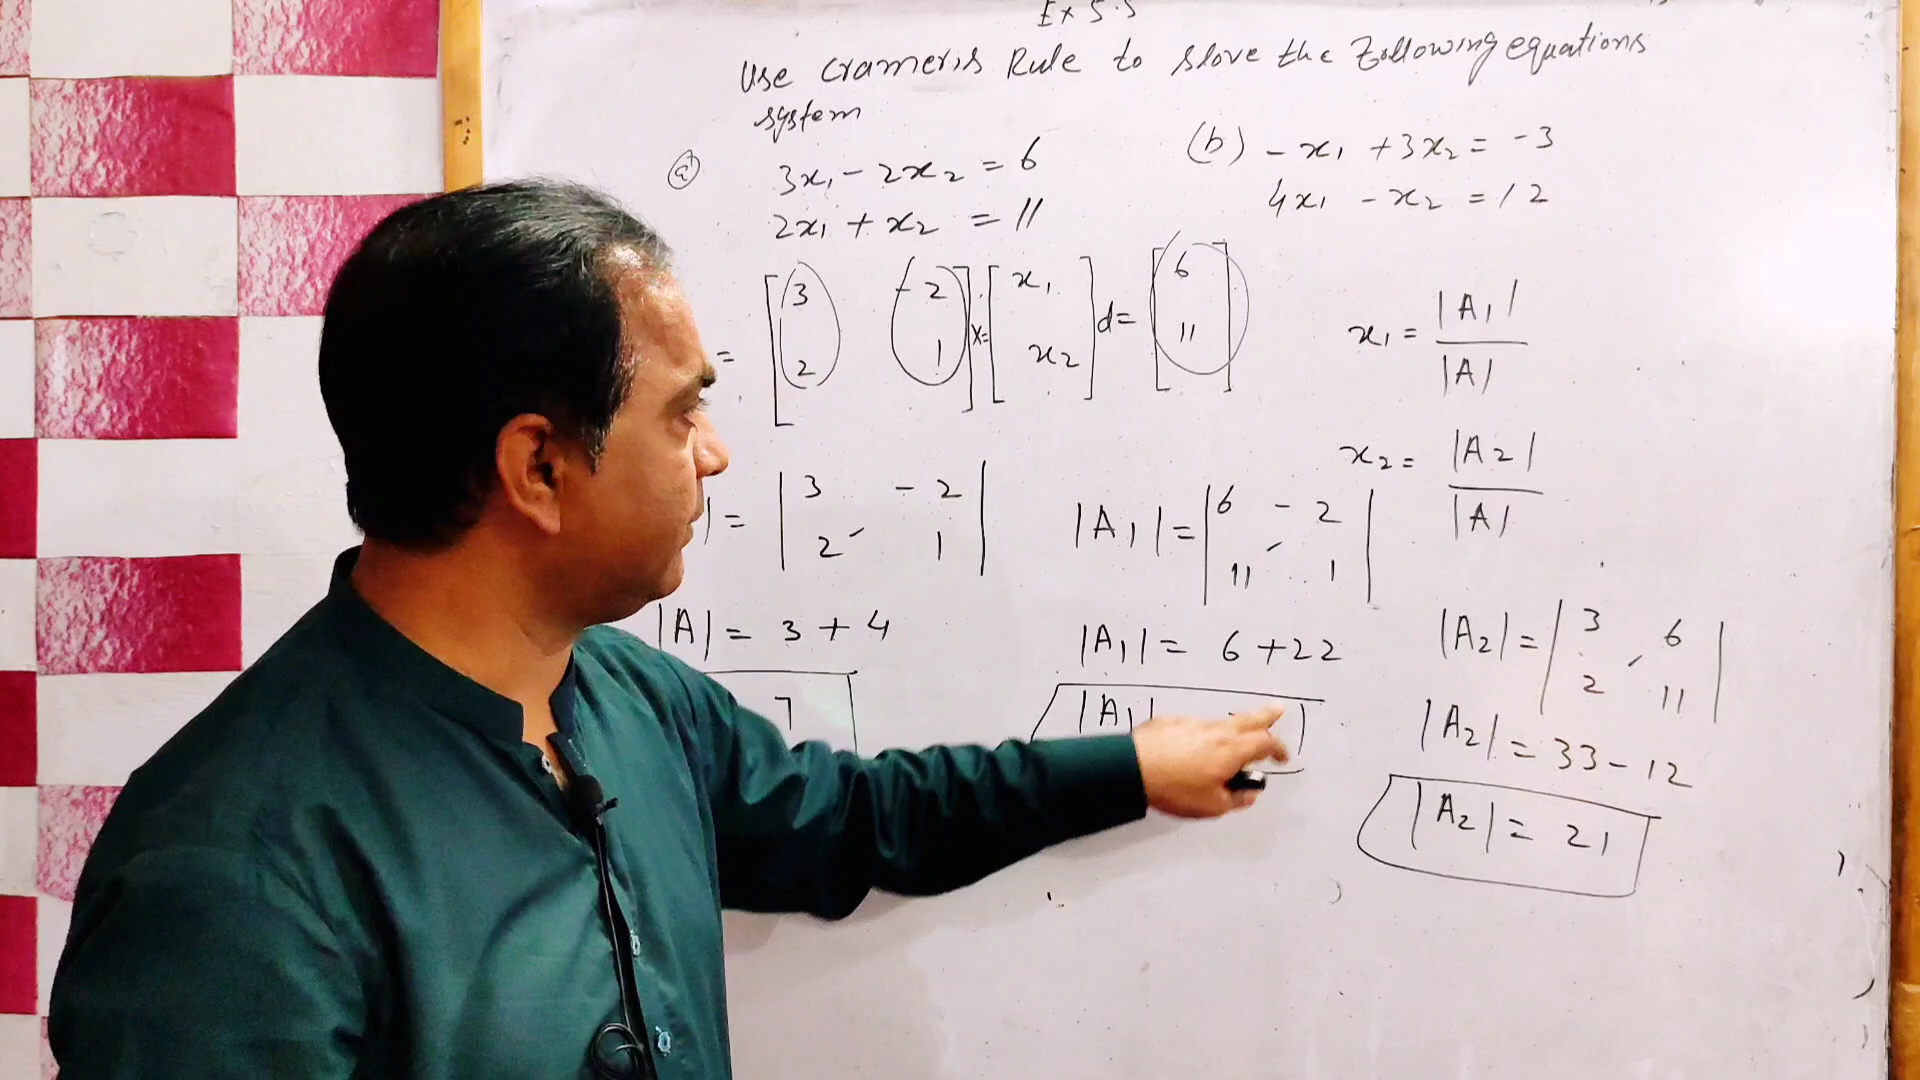 Ex 5.5
Use cramer's Rule to slove the Following equations
system
(a) 3x₁ - 2x₂ = 6
2x₁ + x₂ = 11
(b) -x₁ + 3x₂ = -3
4x₁ - x₂ = 12
= [3 -2
2 1] X= [x₁
x₂] d= [6
11]
x₁ = |A₁| / |A|
x₂ = |A₂| / |A|
| = |3 -2
2 1|
|A| = 3 + 4
7
|A₁| = |6 -2
11 1|
|A₁| = 6 + 22
|A₁|
|A₂| = |3 6
2 11|
|A₂| = 33 - 12
|A₂| = 21